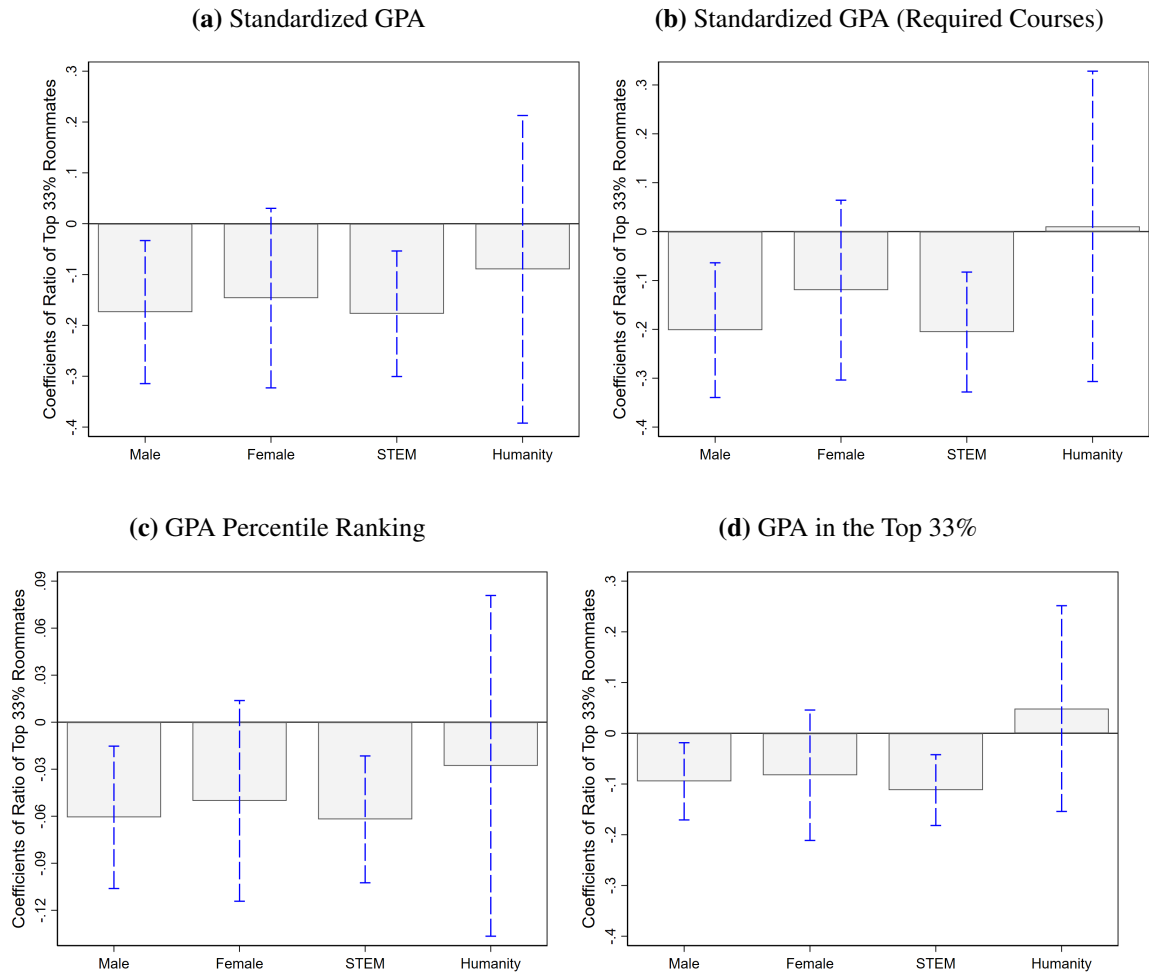 (a) Standardized GPA
Coefficients of Ratio of Top 33% Roommates
.3
.2
.1
0
-.1
-.2
-.3
-.4
Male Female STEM Humanity
(b) Standardized GPA (Required Courses)
Coefficients of Ratio of Top 33% Roommates
.3
.2
.1
0
-.1
-.2
-.3
-.4
Male Female STEM Humanity
(c) GPA Percentile Ranking
Coefficients of Ratio of Top 33% Roommates
.09
.06
.03
0
-.03
-.06
-.09
-.12
Male Female STEM Humanity
(d) GPA in the Top 33%
Coefficients of Ratio of Top 33% Roommates
.3
.2
.1
0
-.1
-.2
-.3
-.4
Male Female STEM Humanity